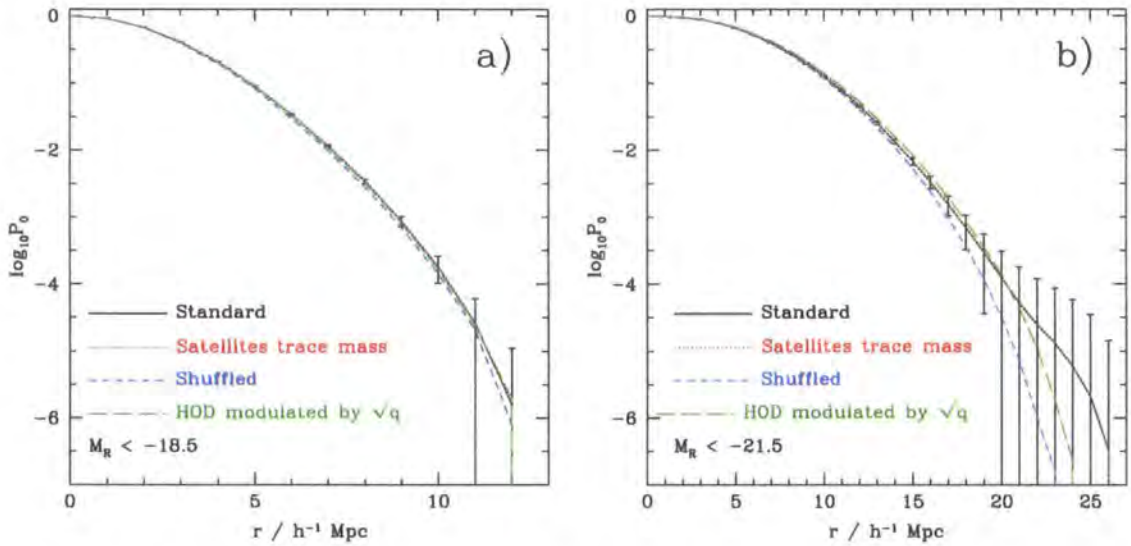 a)
0
-2
-4
-6
log₁₀P₀
Standard
Satellites trace mass
Shuffled
HOD modulated by √q
M_R < -18.5
0 5 10
r / h⁻¹ Mpc
b)
0
-2
-4
-6
log₁₀P₀
Standard
Satellites trace mass
Shuffled
HOD modulated by √q
M_R < -21.5
0 5 10 15 20 25
r / h⁻¹ Mpc